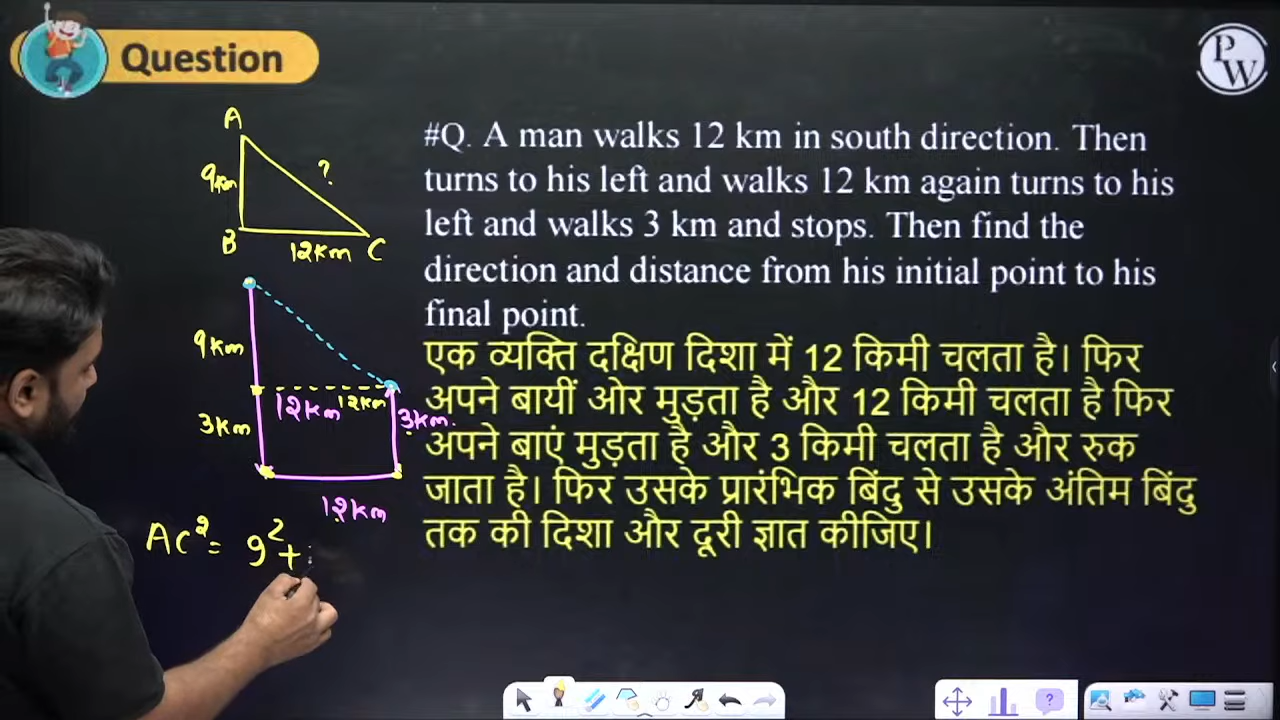 Question
PW
#Q. A man walks 12 km in south direction. Then
turns to his left and walks 12 km again turns to his
left and walks 3 km and stops. Then find the
direction and distance from his initial point to his
final point.
एक व्यक्ति दक्षिण दिशा में 12 किमी चलता है। फिर
अपने बायीं ओर मुड़ता है और 12 किमी चलता है फिर
अपने बाएं मुड़ता है और 3 किमी चलता है और रुक
जाता है। फिर उसके प्रारंभिक बिंदु से उसके अंतिम बिंदु
तक की दिशा और दूरी ज्ञात कीजिए।
A
9km
?
B
12km
C
9km
12km
12km
3km
3km.
12km
AC² = 9² +